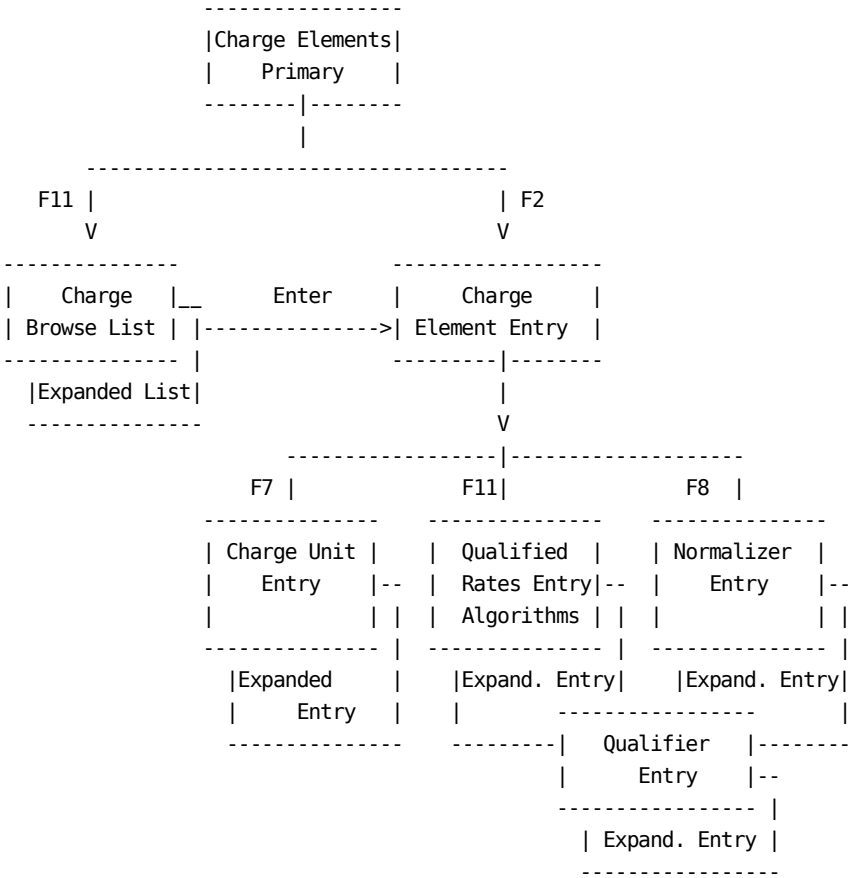 Charge Elements
Primary
F11 F2
V V
Charge Enter Charge
Browse List Element Entry
Expanded List
V
F7 F11 F8
Charge Unit Qualified Normalizer
Entry Rates Entry Entry
Algorithms
Expanded Expand. Entry Expand. Entry
Entry
Qualifier
Entry
Expand. Entry